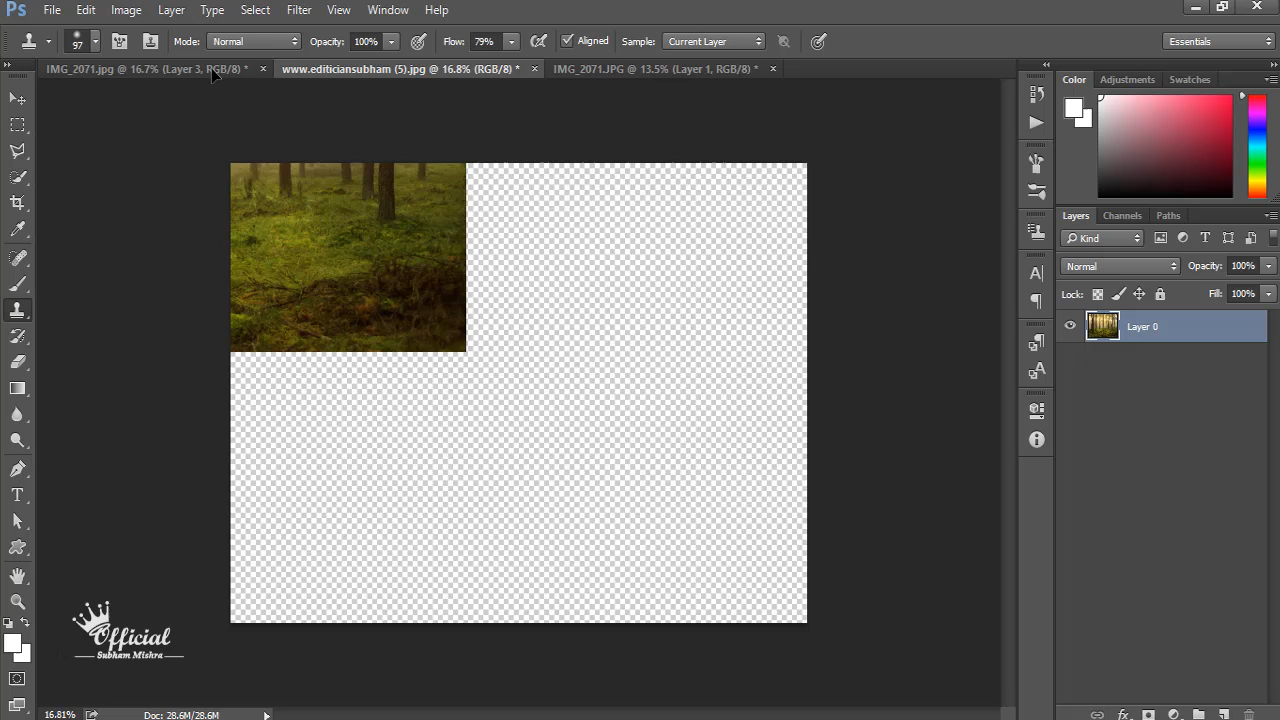 Ps File Edit Image Layer Type Select Filter View Window Help
97 Mode: Normal Opacity: 100% Flow: 79% Aligned Sample: Current Layer Essentials
IMG_2071.jpg @ 16.7% (Layer 3, RGB/8) * × www.editiciansubham (5).jpg @ 16.8% (RGB/8) * × IMG_2071.JPG @ 13.5% (Layer 1, RGB/8) * ×
Color Adjustments Swatches
Layers Channels Paths
Kind
Normal Opacity: 100%
Lock: Fill: 100%
Layer 0
Official
Subham Mishra
16.81% Doc: 28.6M/28.6M